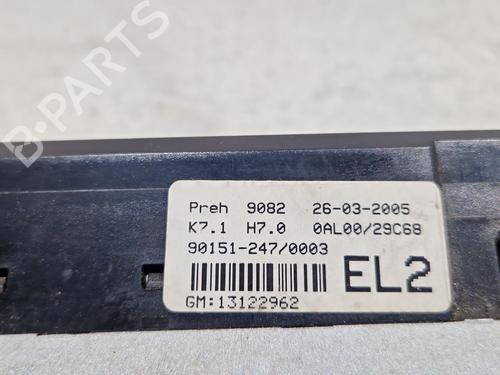 B-PARTS
Preh 9082 26-03-2005
K7.1 H7.0 0AL00/29C68
90151-247/0003
EL2
GM:13122962